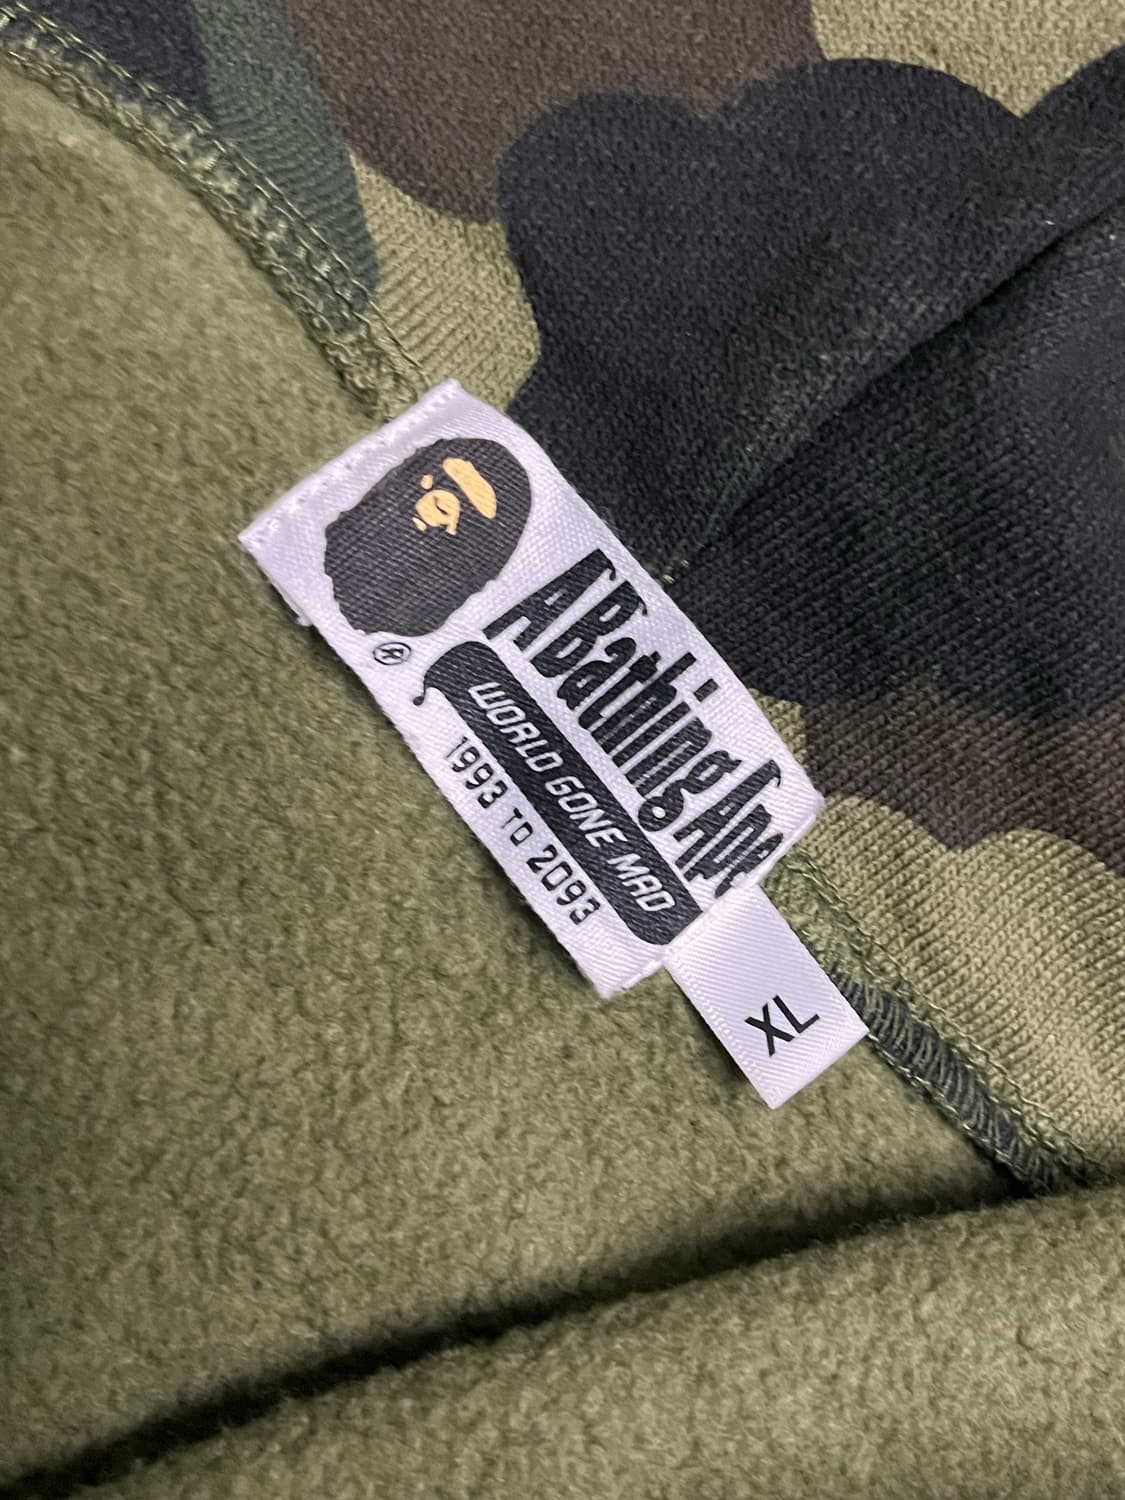 A Bathing Ape
®
WORLD GONE MAD
1993 TO 2093
XL